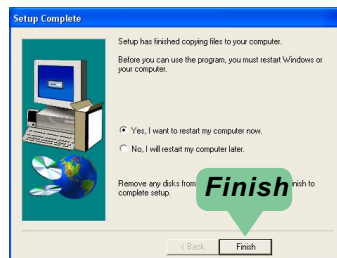 Setup Complete
Setup has finished copying files to your computer.
Before you can use the program, you must restart Windows or
your computer.
Yes, I want to restart my computer now.
No, I will restart my computer later.
Remove any disks from nish to
complete setup.
Finish
< Back Finish